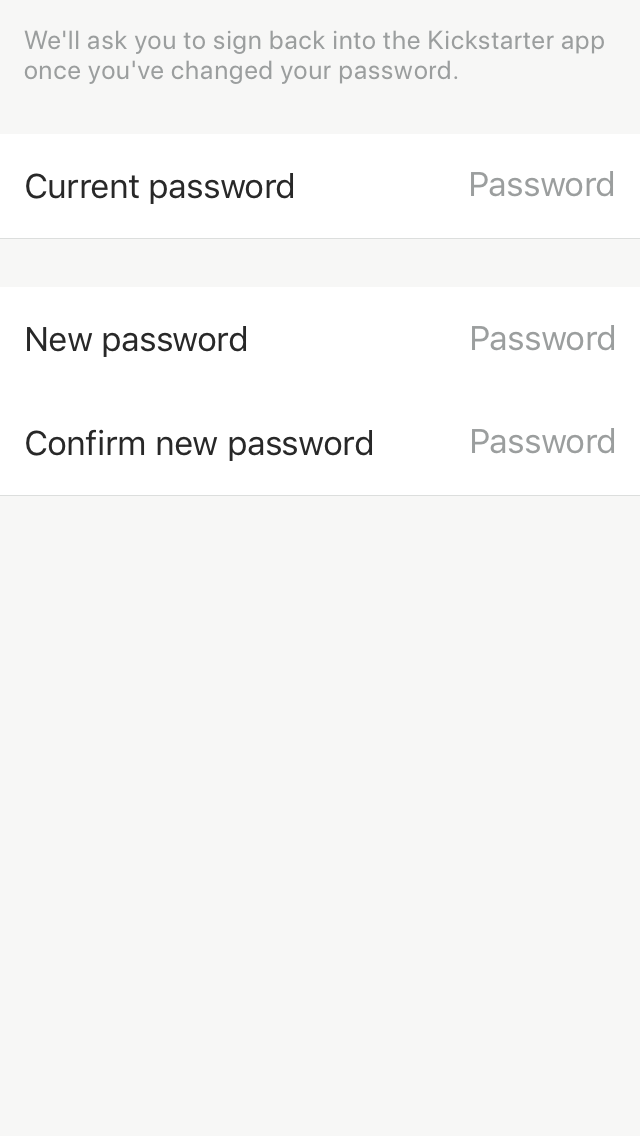 We'll ask you to sign back into the Kickstarter app
once you've changed your password.
Current password Password
New password Password
Confirm new password Password